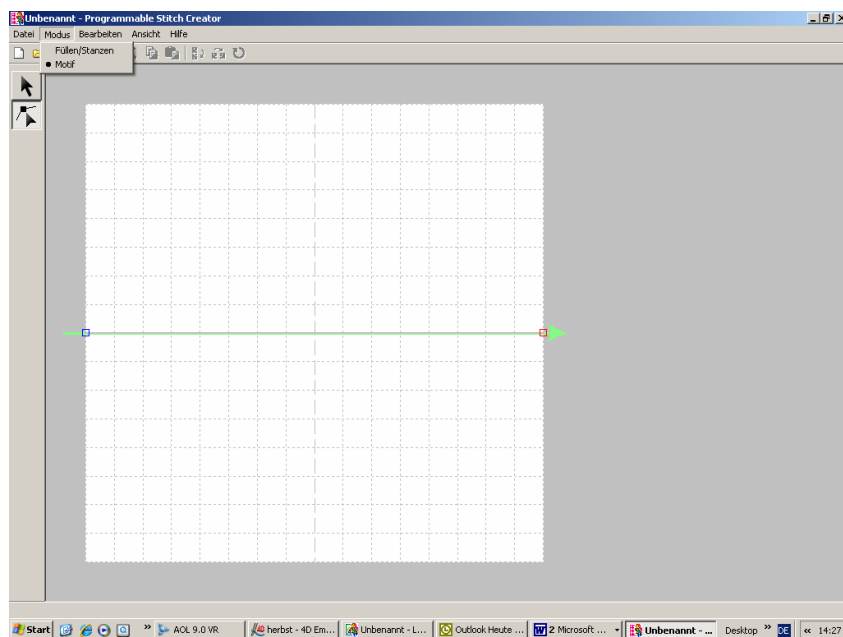 Unbenannt - Programmable Stitch Creator
Datei Modus Bearbeiten Ansicht Hilfe
Füllen/Stanzen
Motif
Start » AOL 9.0 VR herbst - 4D Em... Unbenannt - L... Outlook Heute ... 2 Microsoft ... Unbenannt - ... Desktop » DE « 14:27